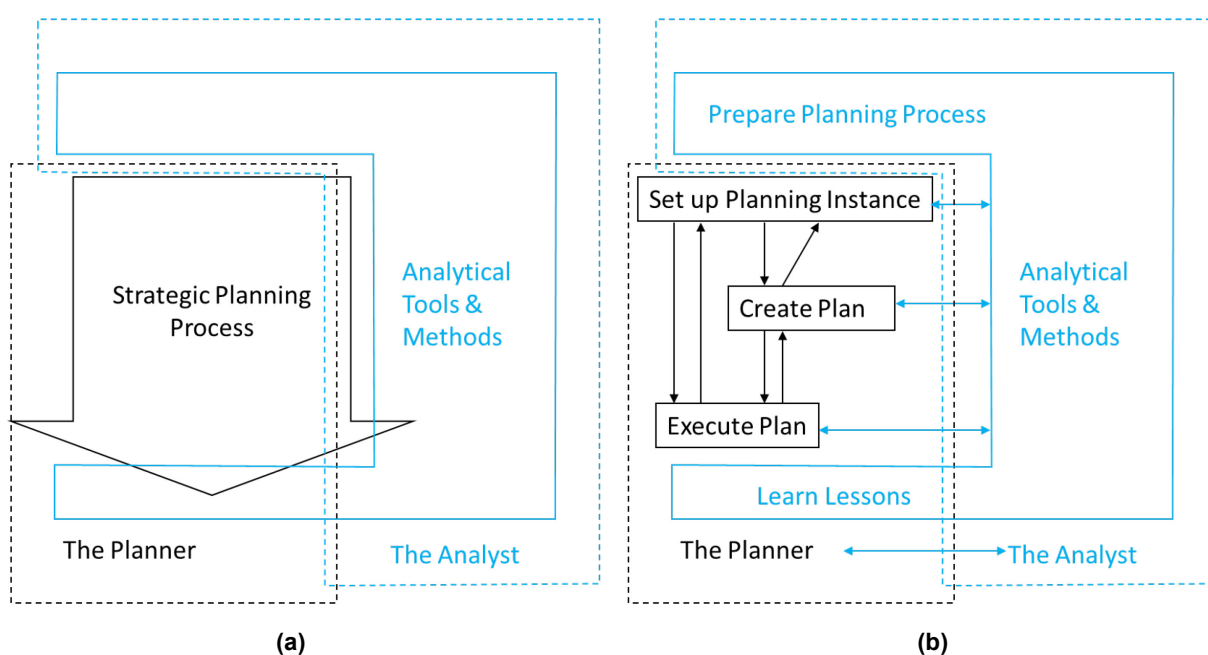 Strategic Planning
Process
Analytical
Tools &
Methods
The Planner
The Analyst
(a)
Prepare Planning Process
Set up Planning Instance
Create Plan
Analytical
Tools &
Methods
Execute Plan
Learn Lessons
The Planner
The Analyst
(b)